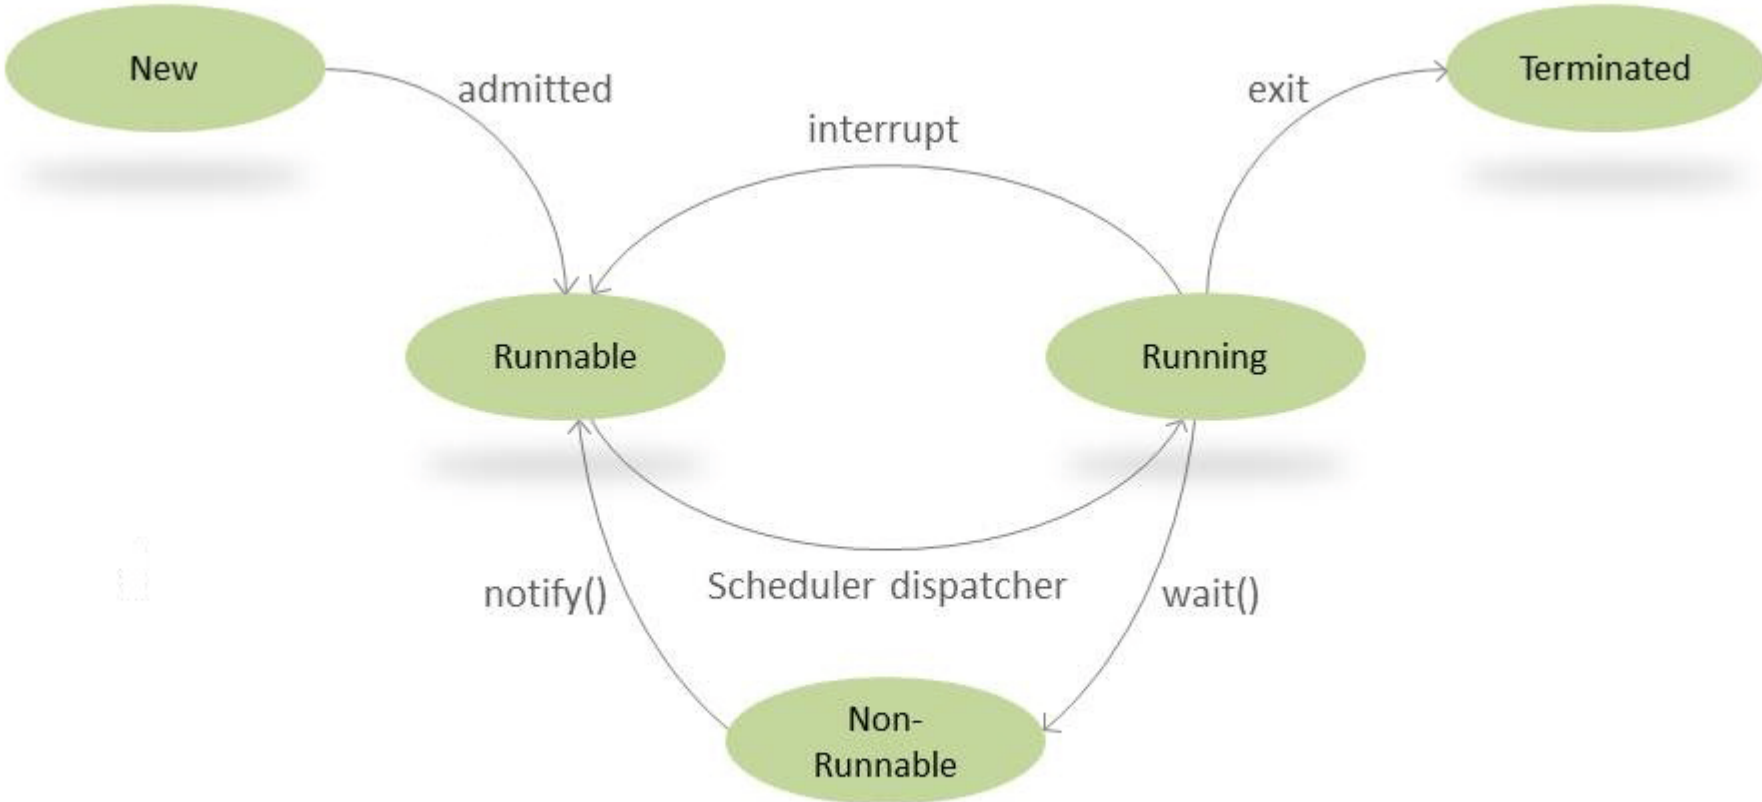 New
admitted
exit
Terminated
interrupt
Runnable
Running
notify()
Scheduler dispatcher
wait()
Non-
Runnable